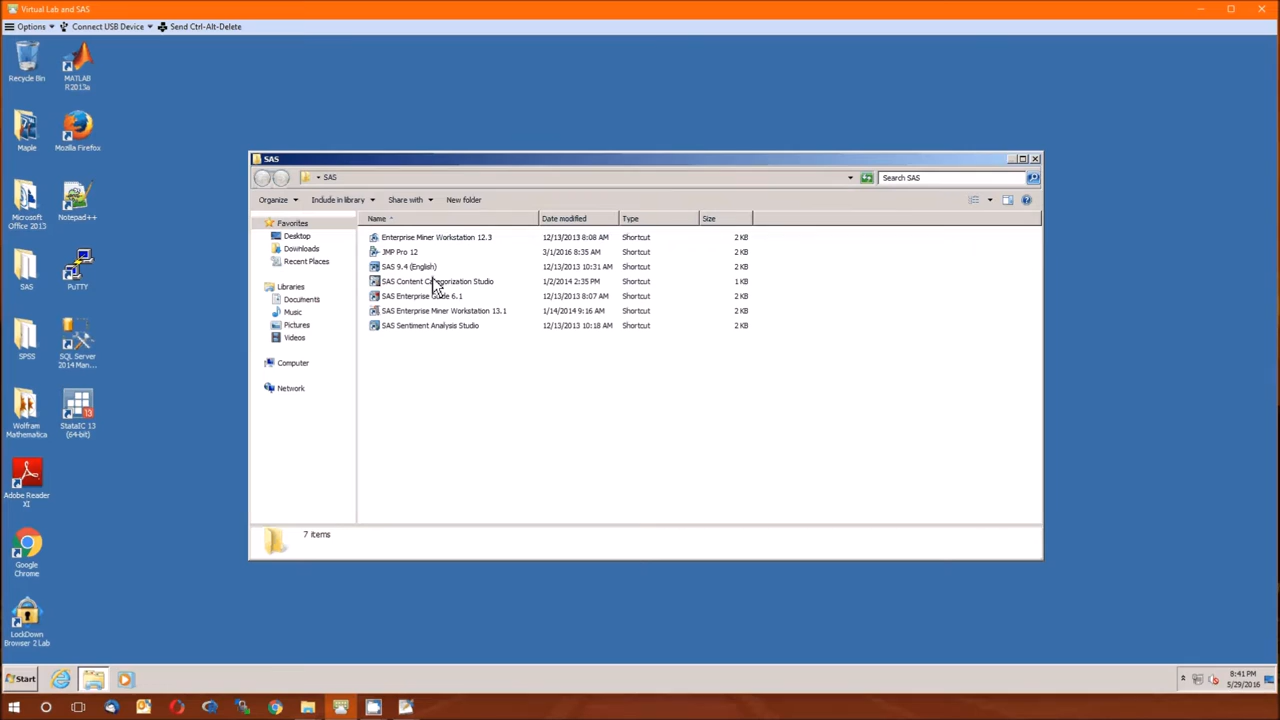 Virtual Lab and SAS
Options Connect USB Device Send Ctrl-Alt-Delete
Recycle Bin
MATLAB R2013a
Maple
Mozilla Firefox
Microsoft Office 2013
Notepad++
SAS
PuTTY
SPSS
SQL Server 2014 Man...
Wolfram Mathematica
StataIC 13 (64-bit)
13
Adobe Reader XI
Google Chrome
LockDown Browser 2 Lab
SAS
SAS
Search SAS
Organize Include in library Share with New folder
Favorites
Desktop
Downloads
Recent Places
Libraries
Documents
Music
Pictures
Videos
Computer
Network
Name Date modified Type Size
Enterprise Miner Workstation 12.3 12/13/2013 8:08 AM Shortcut 2 KB
JMP Pro 12 3/1/2016 8:35 AM Shortcut 2 KB
SAS 9.4 (English) 12/13/2013 10:31 AM Shortcut 2 KB
SAS Content Categorization Studio 1/2/2014 2:35 PM Shortcut 1 KB
SAS Enterprise Guide 6.1 12/13/2013 8:07 AM Shortcut 2 KB
SAS Enterprise Miner Workstation 13.1 1/14/2014 9:16 AM Shortcut 2 KB
SAS Sentiment Analysis Studio 12/13/2013 10:18 AM Shortcut 2 KB
7 items
Start
8:41 PM
5/29/2016